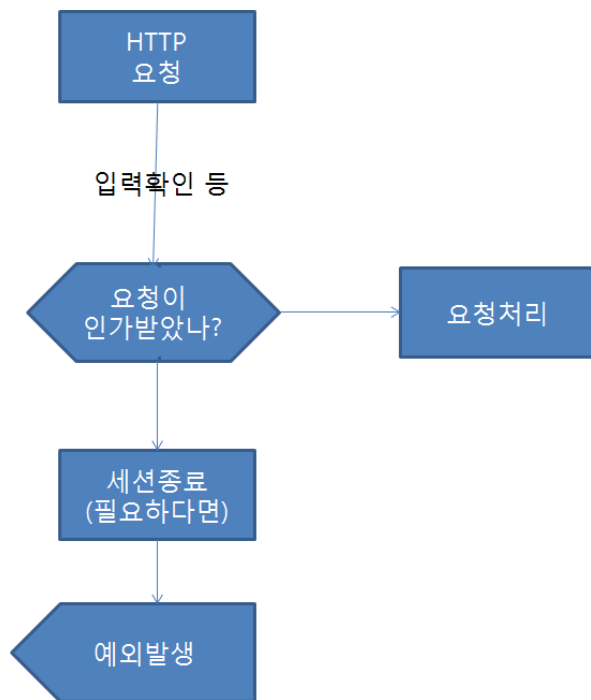 HTTP
요청
입력확인 등
요청이
인가받았나?
요청처리
세션종료
(필요하다면)
예외발생